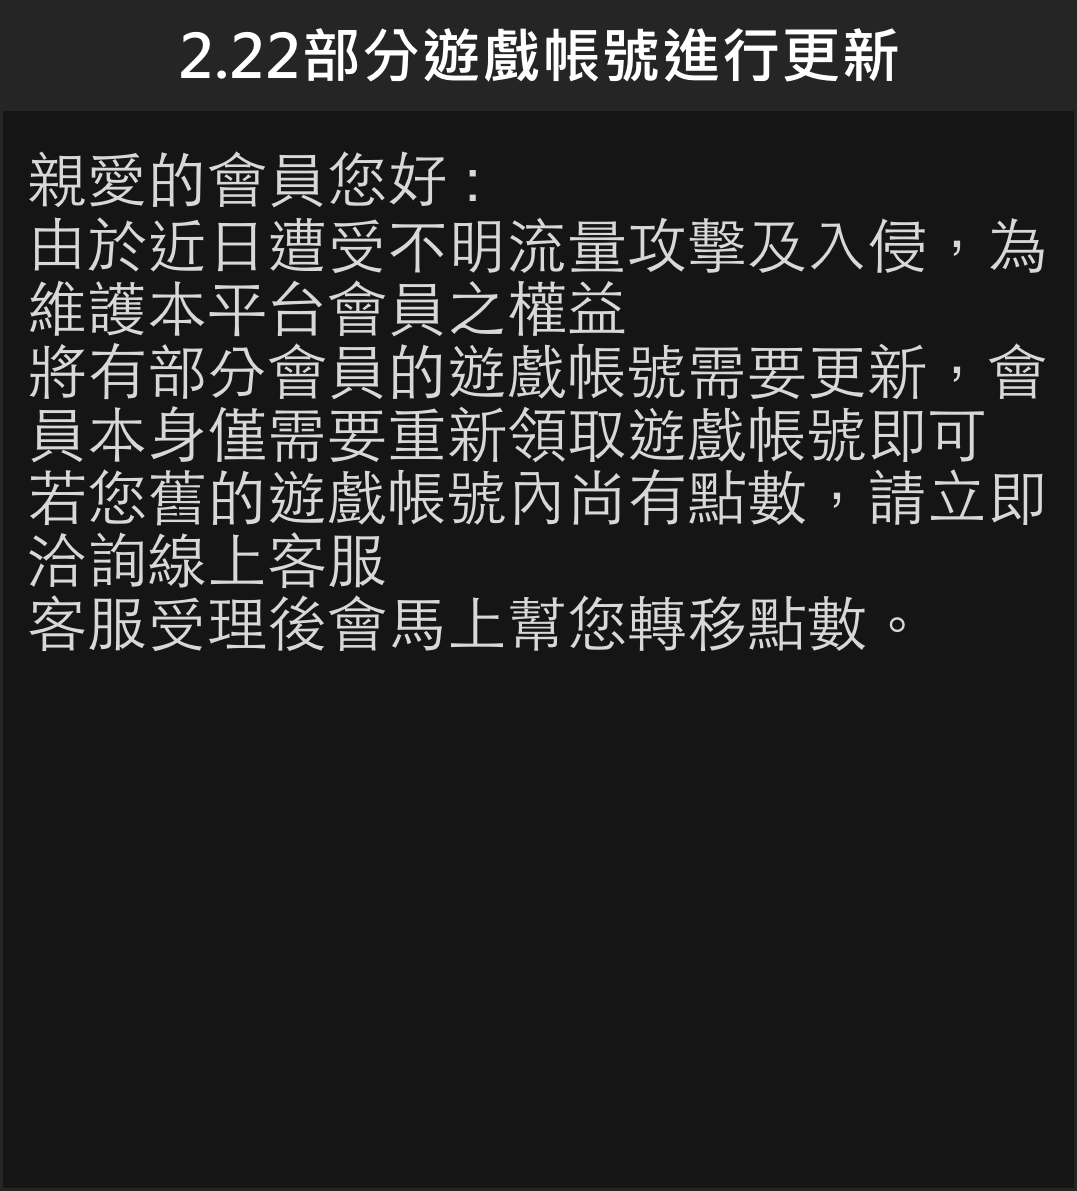 2.22部分遊戲帳號進行更新
親愛的會員您好：
由於近日遭受不明流量攻擊及入侵，為
維護本平台會員之權益
將有部分會員的遊戲帳號需要更新，會
員本身僅需要重新領取遊戲帳號即可
若您舊的遊戲帳號內尚有點數，請立即
洽詢線上客服
客服受理後會馬上幫您轉移點數。